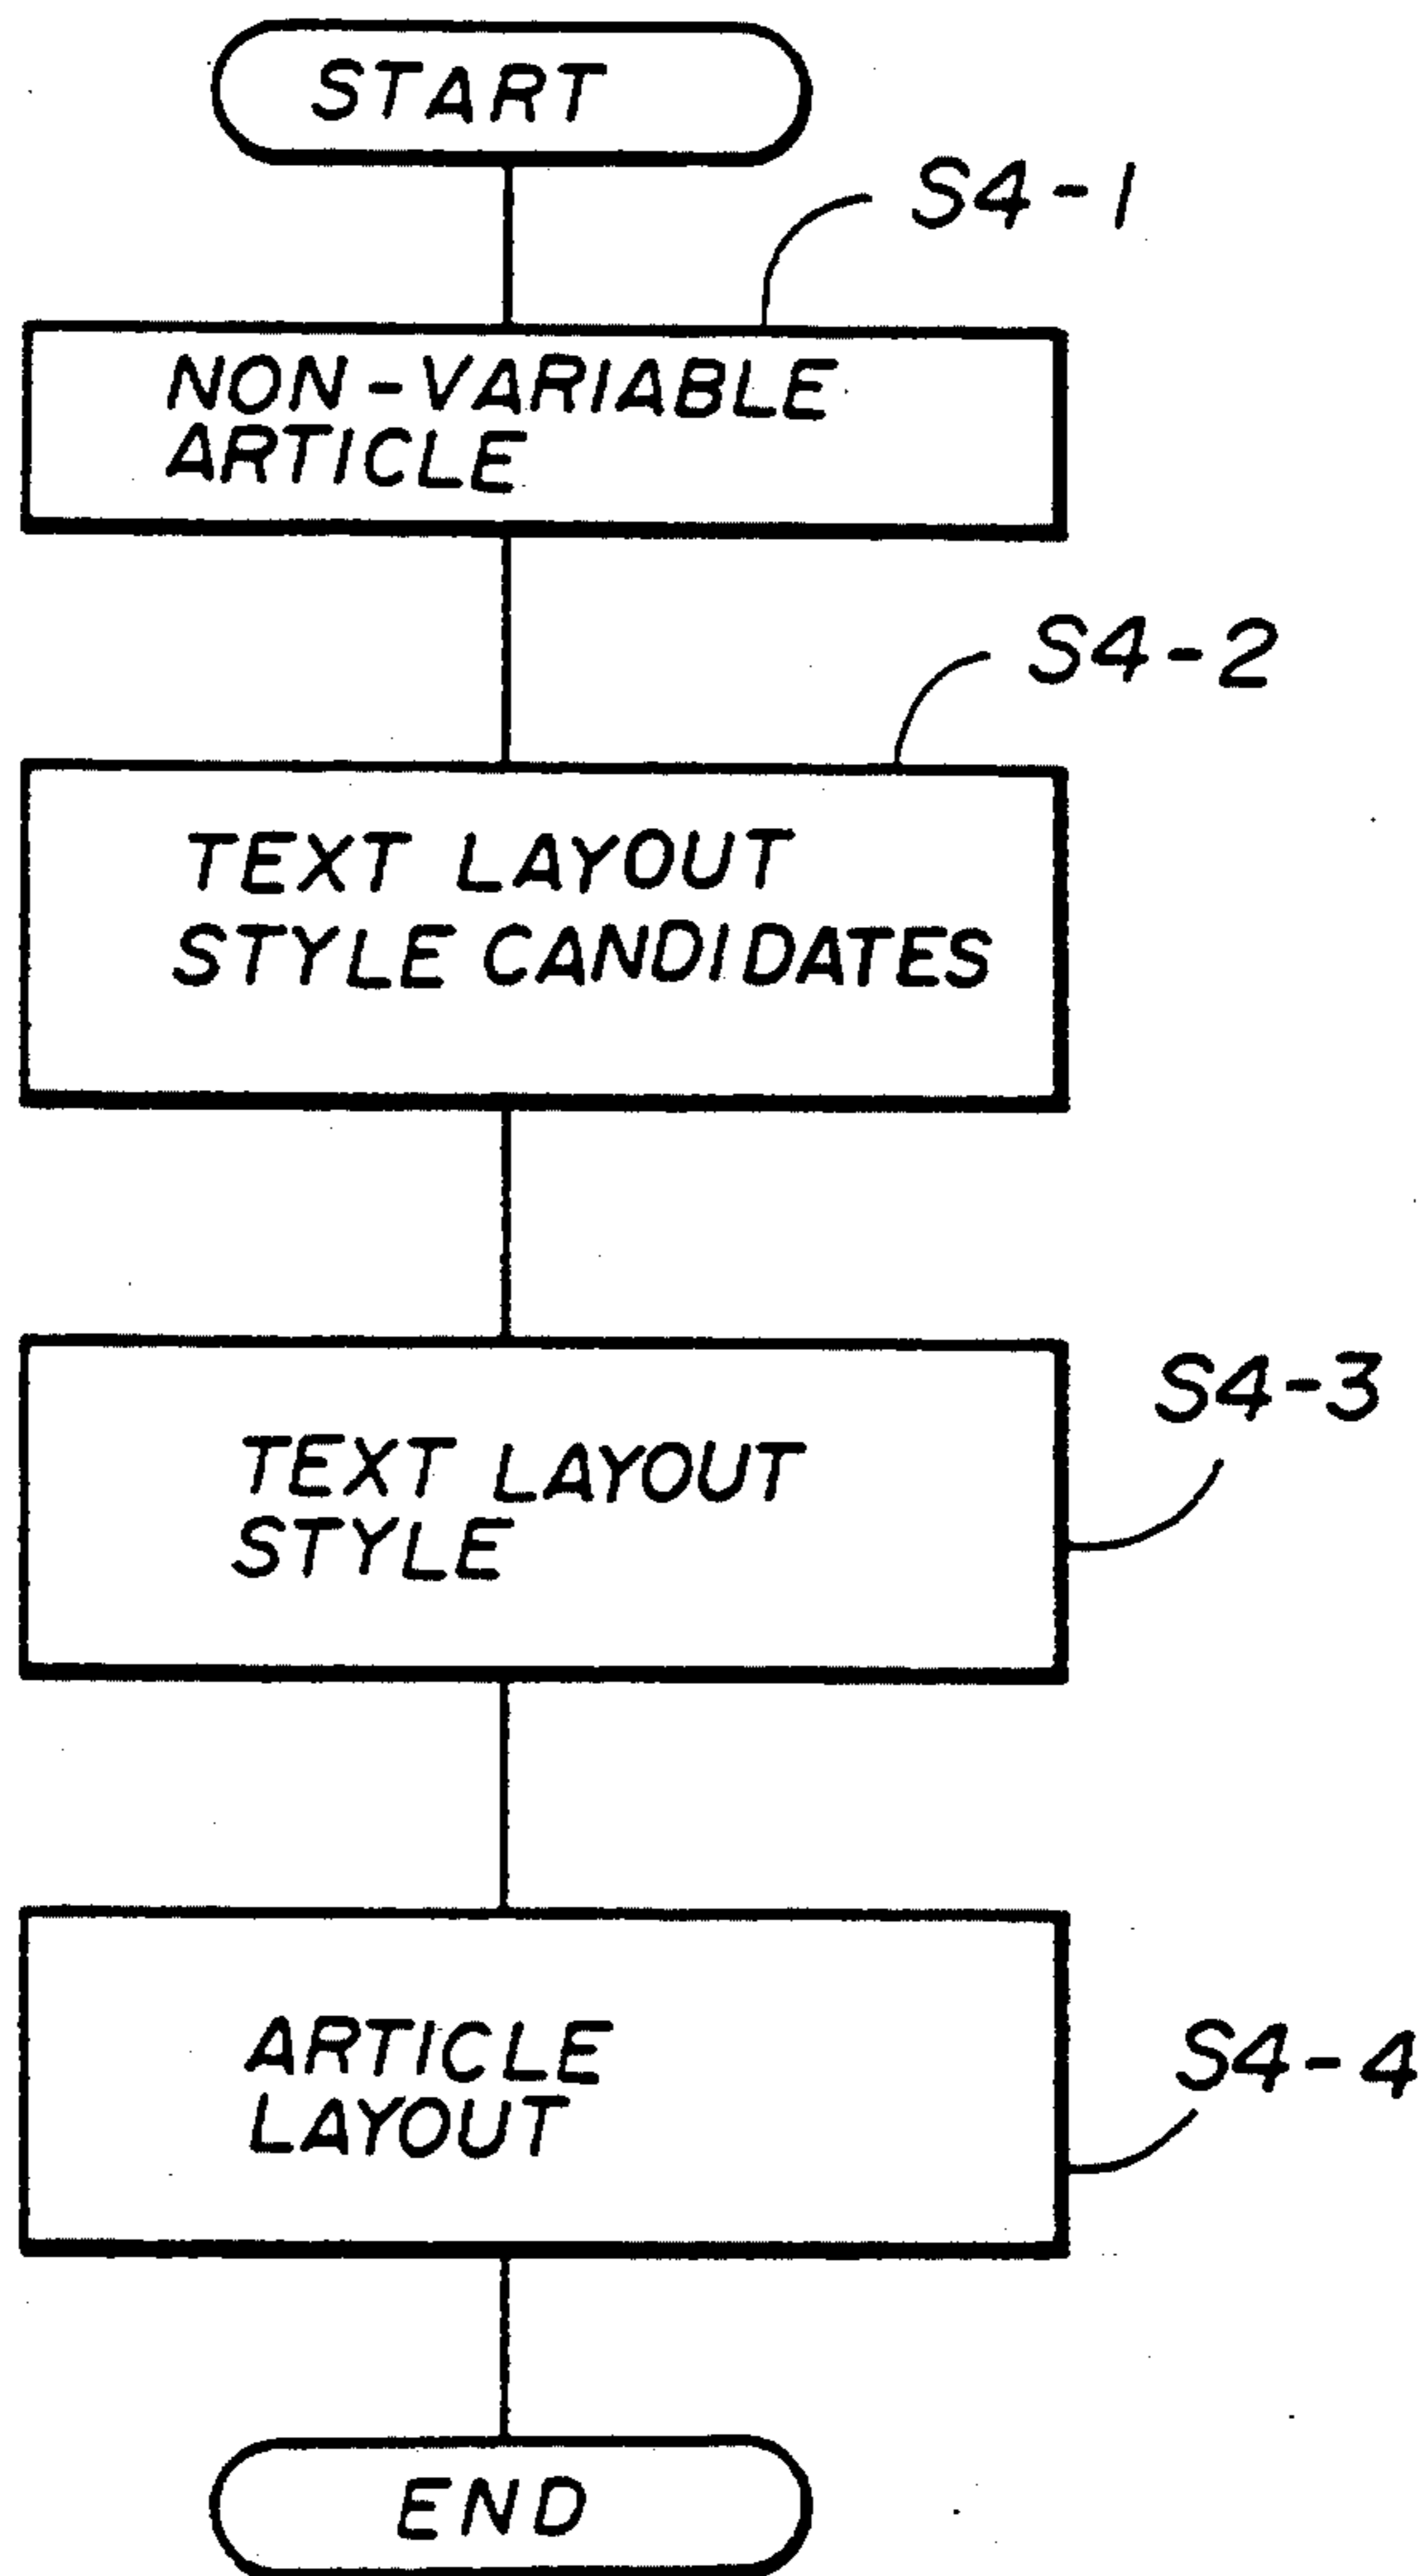 START
S4-1
NON-VARIABLE
ARTICLE
S4-2
TEXT LAYOUT
STYLE CANDIDATES
S4-3
TEXT LAYOUT
STYLE
S4-4
ARTICLE
LAYOUT
END